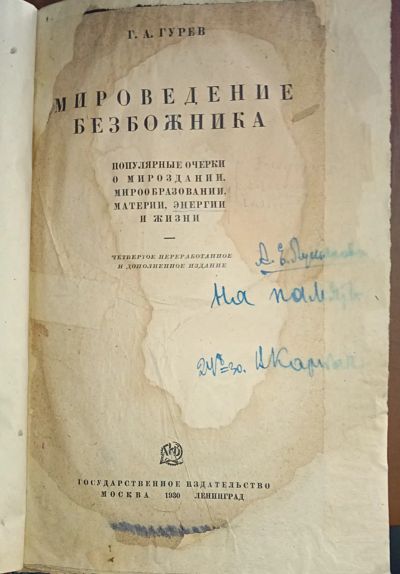 Г. А. ГУРЕВ
МИРОВЕДЕНИЕ
БЕЗБОЖНИКА
ПОПУЛЯРНЫЕ ОЧЕРКИ
О МИРОЗДАНИИ,
МИРООБРАЗОВАНИИ,
МАТЕРИИ, ЭНЕРГИИ
И ЖИЗНИ
ЧЕТВЕРТОЕ ПЕРЕРАБОТАННОЕ
И ДОПОЛНЕННОЕ ИЗДАНИЕ
А. Е.
на память
ГОСУДАРСТВЕННОЕ ИЗДАТЕЛЬСТВО
МОСКВА 1930 ЛЕНИНГРАД